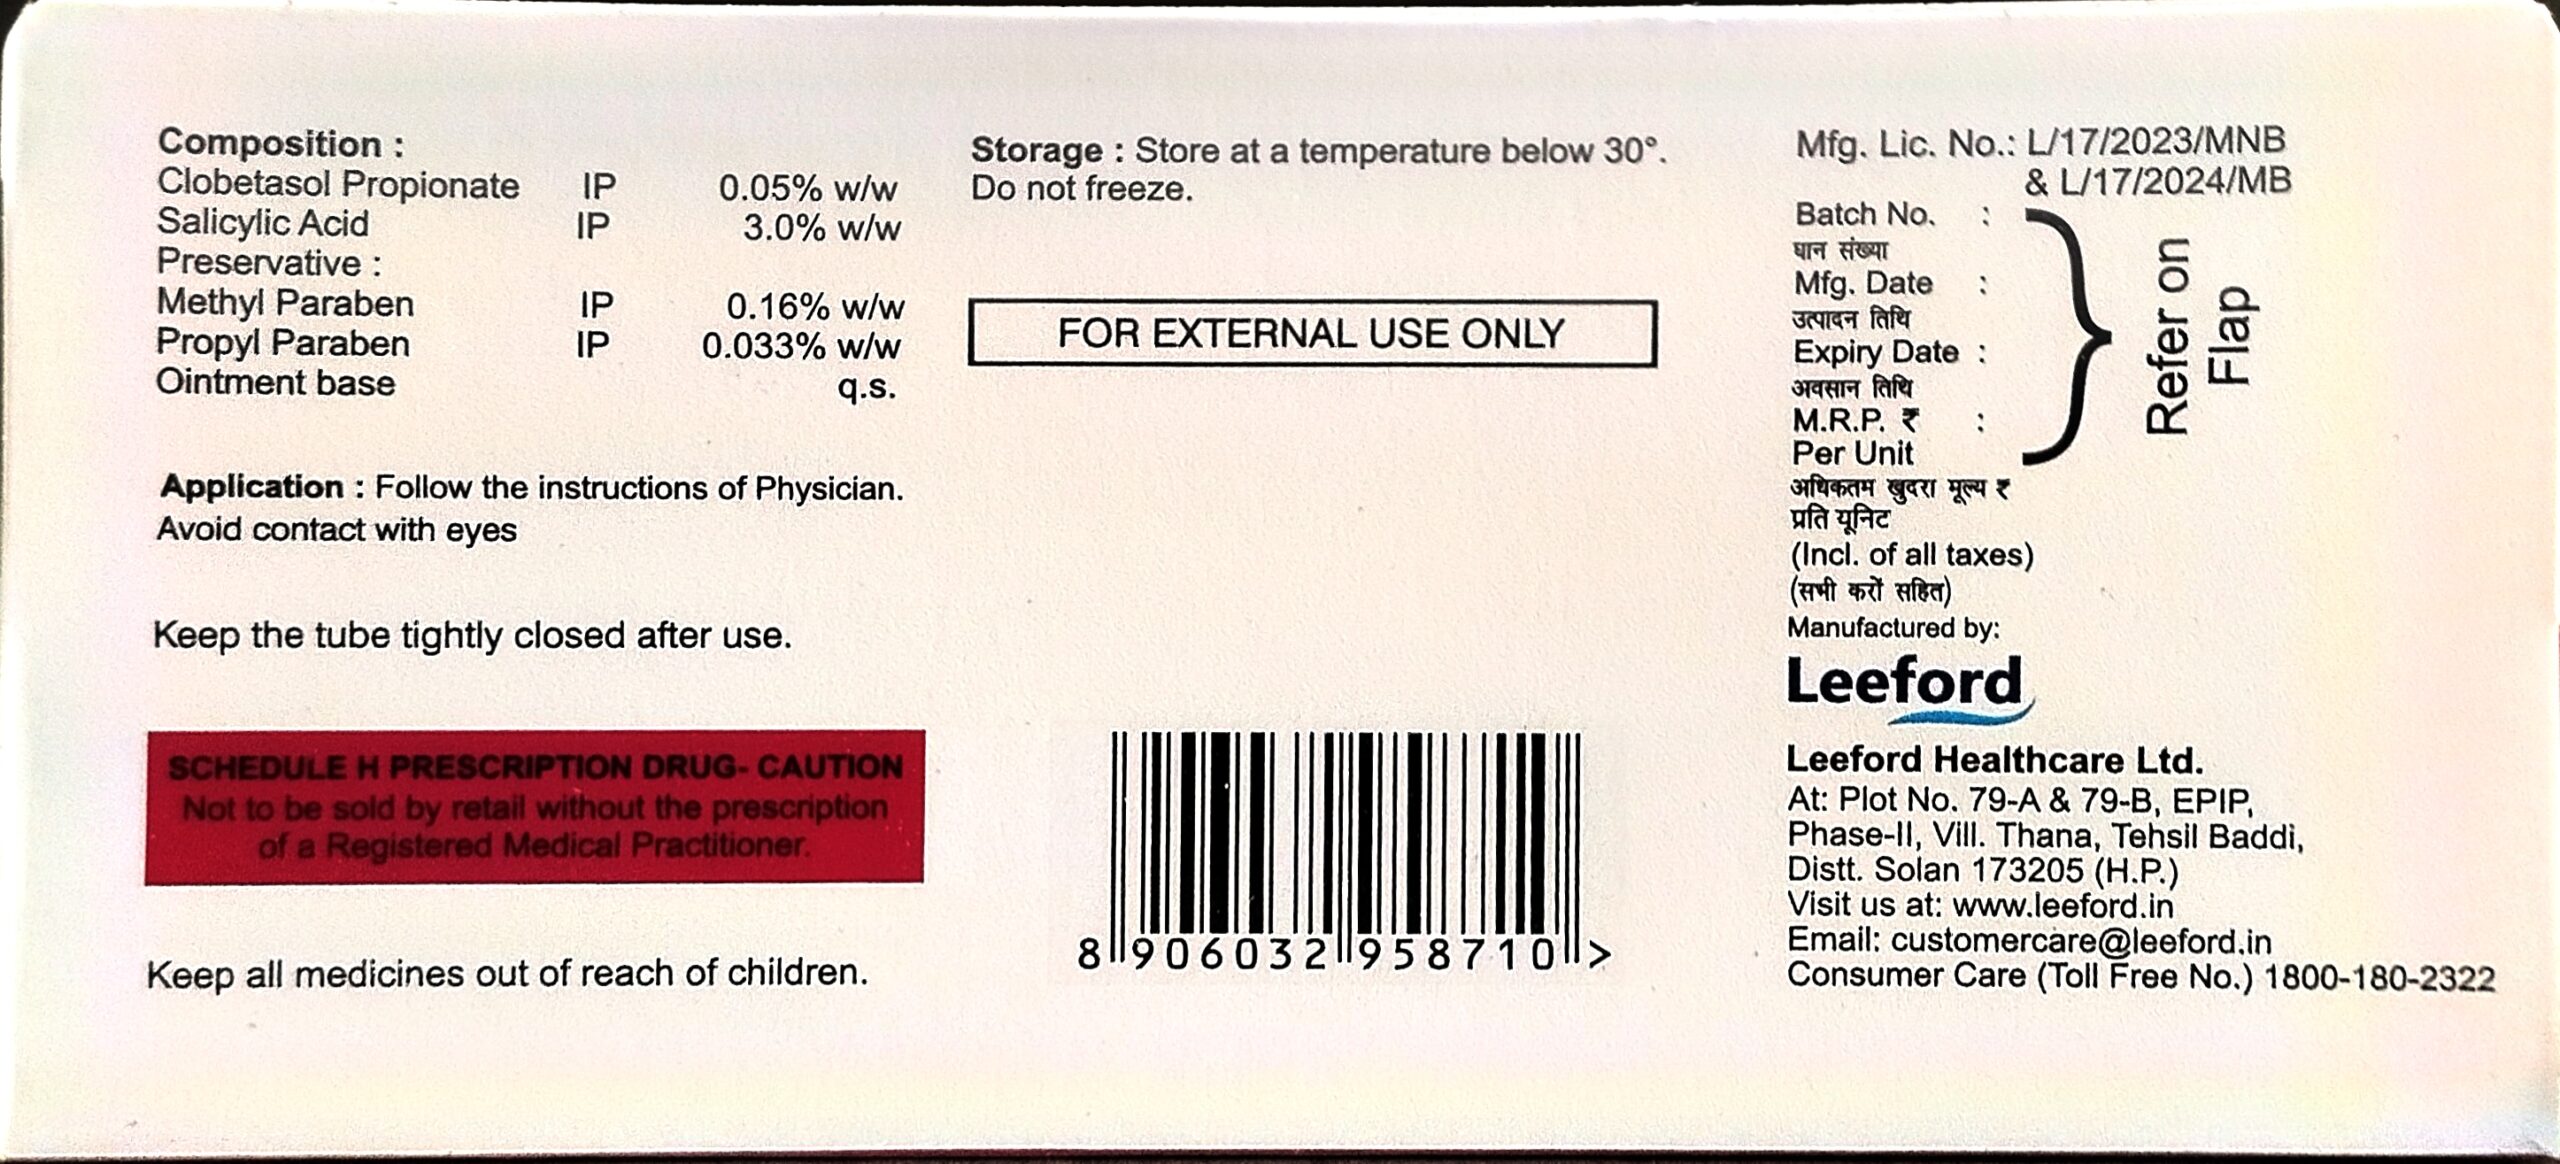 Composition :
Clobetasol Propionate IP 0.05% w/w
Salicylic Acid IP 3.0% w/w
Preservative :
Methyl Paraben IP 0.16% w/w
Propyl Paraben IP 0.033% w/w
Ointment base q.s.
Application : Follow the instructions of Physician.
Avoid contact with eyes
Keep the tube tightly closed after use.
SCHEDULE H PRESCRIPTION DRUG- CAUTION
Not to be sold by retail without the prescription
of a Registered Medical Practitioner.
Keep all medicines out of reach of children.
Storage : Store at a temperature below 30°.
Do not freeze.
FOR EXTERNAL USE ONLY
8 906032 958710 >
Mfg. Lic. No.: L/17/2023/MNB
& L/17/2024/MB
Batch No. :
घान संख्या
Mfg. Date :
उत्पादन तिथि
Expiry Date :
अवसान तिथि
M.R.P. ₹ :
Per Unit
अधिकतम खुदरा मूल्य ₹
प्रति यूनिट
(Incl. of all taxes)
(सभी करों सहित)
Refer on
Flap
Manufactured by:
Leeford
Leeford Healthcare Ltd.
At: Plot No. 79-A & 79-B, EPIP,
Phase-II, Vill. Thana, Tehsil Baddi,
Distt. Solan 173205 (H.P.)
Visit us at: www.leeford.in
Email: customercare@leeford.in
Consumer Care (Toll Free No.) 1800-180-2322